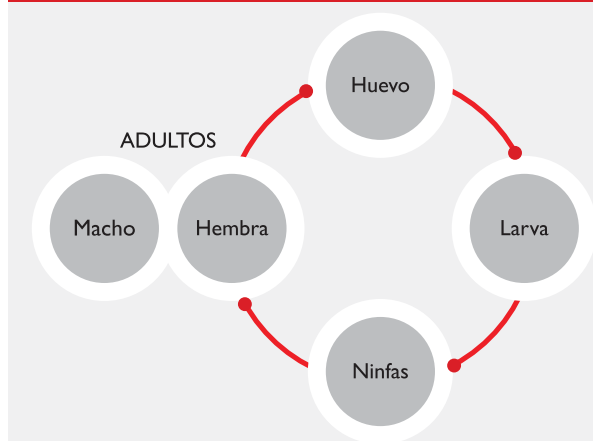 Huevo
ADULTOS
Macho
Hembra
Larva
Ninfas